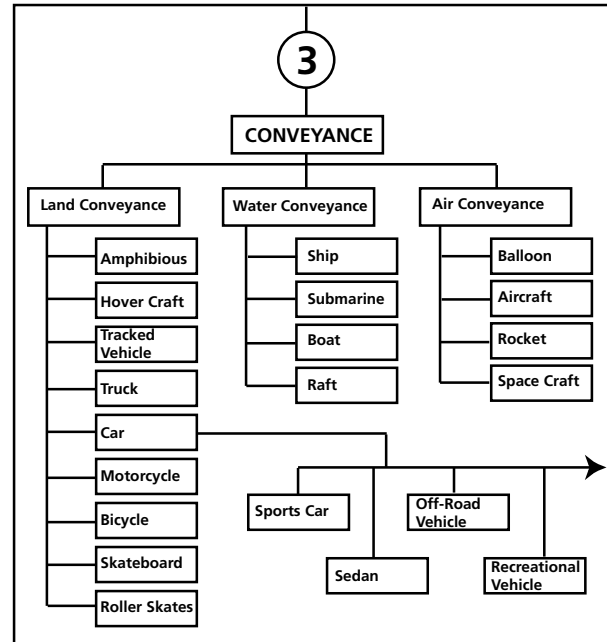 3
CONVEYANCE
Land Conveyance
Water Conveyance
Air Conveyance
Amphibious
Hover Craft
Tracked
Vehicle
Truck
Car
Motorcycle
Bicycle
Skateboard
Roller Skates
Ship
Submarine
Boat
Raft
Balloon
Aircraft
Rocket
Space Craft
Sports Car
Sedan
Off-Road
Vehicle
Recreational
Vehicle